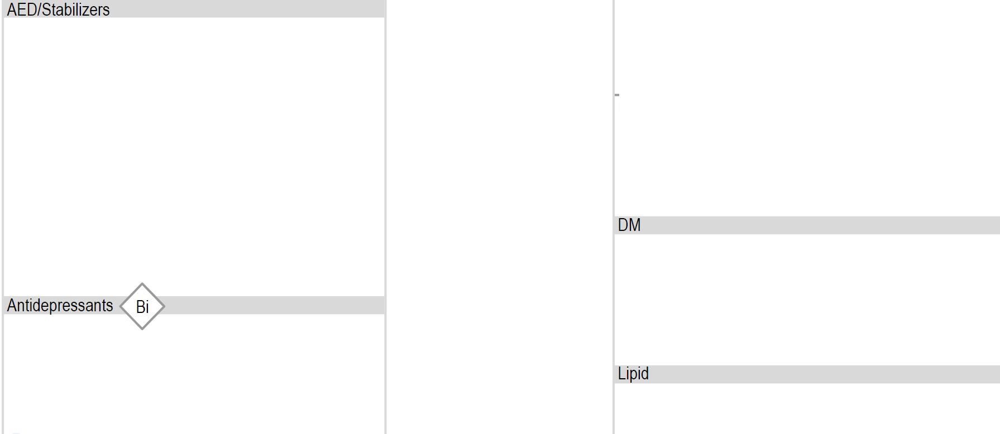 AED/Stabilizers
Antidepressants
Bi
DM
Lipid